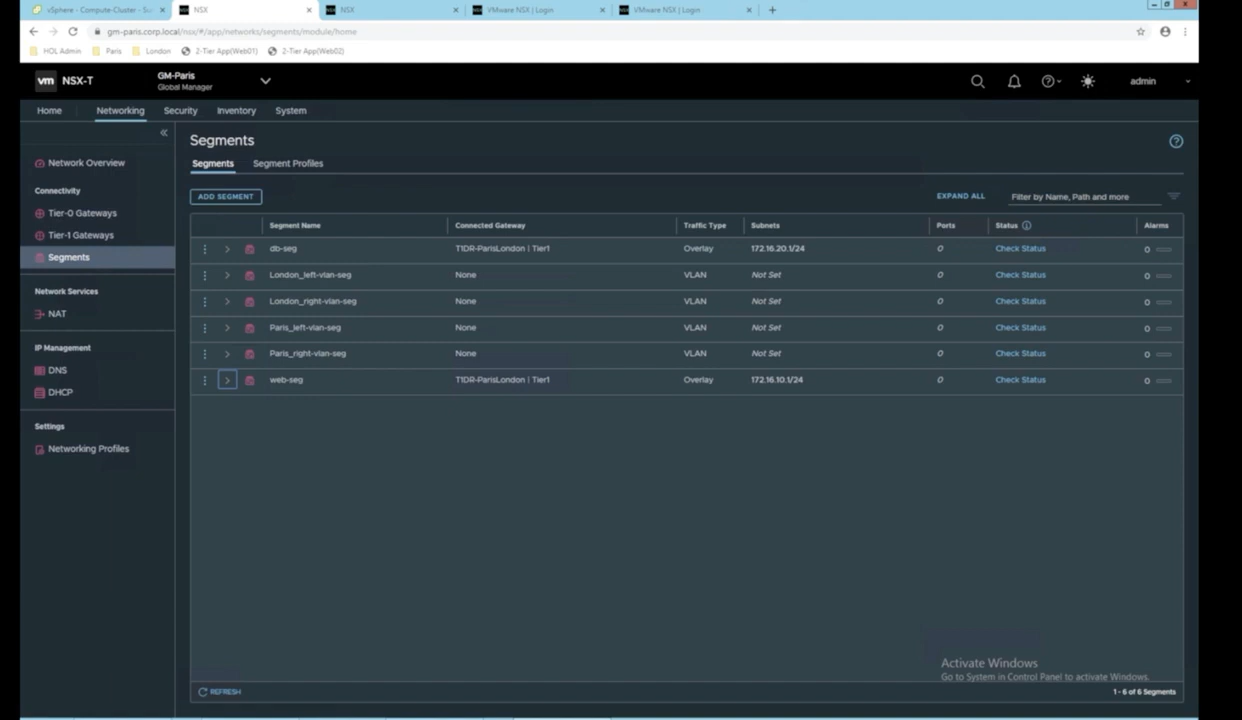 vSphere - Compute-Cluster - Su
NSX
NSX
VMware NSX | Login
VMware NSX | Login
gm-paris.corp.local/nsx/#/app/networks/segments/module/home
HOL Admin Paris London 2-Tier App(Web01) 2-Tier App(Web02)
vm NSX-T
GM-Paris
Global Manager
admin
Home Networking Security Inventory System
Network Overview
Connectivity
Tier-0 Gateways
Tier-1 Gateways
Segments
Network Services
NAT
IP Management
DNS
DHCP
Settings
Networking Profiles
Segments
Segments Segment Profiles
ADD SEGMENT
EXPAND ALL
Filter by Name, Path and more
Segment Name Connected Gateway Traffic Type Subnets Ports Status Alarms
db-seg T1DR-ParisLondon | Tier1 Overlay 172.16.20.1/24 0 Check Status 0
London_left-vlan-seg None VLAN Not Set 0 Check Status 0
London_right-vlan-seg None VLAN Not Set 0 Check Status 0
Paris_left-vlan-seg None VLAN Not Set 0 Check Status 0
Paris_right-vlan-seg None VLAN Not Set 0 Check Status 0
web-seg T1DR-ParisLondon | Tier1 Overlay 172.16.10.1/24 0 Check Status 0
Activate Windows
Go to System in Control Panel to activate Windows.
REFRESH
1 - 6 of 6 Segments